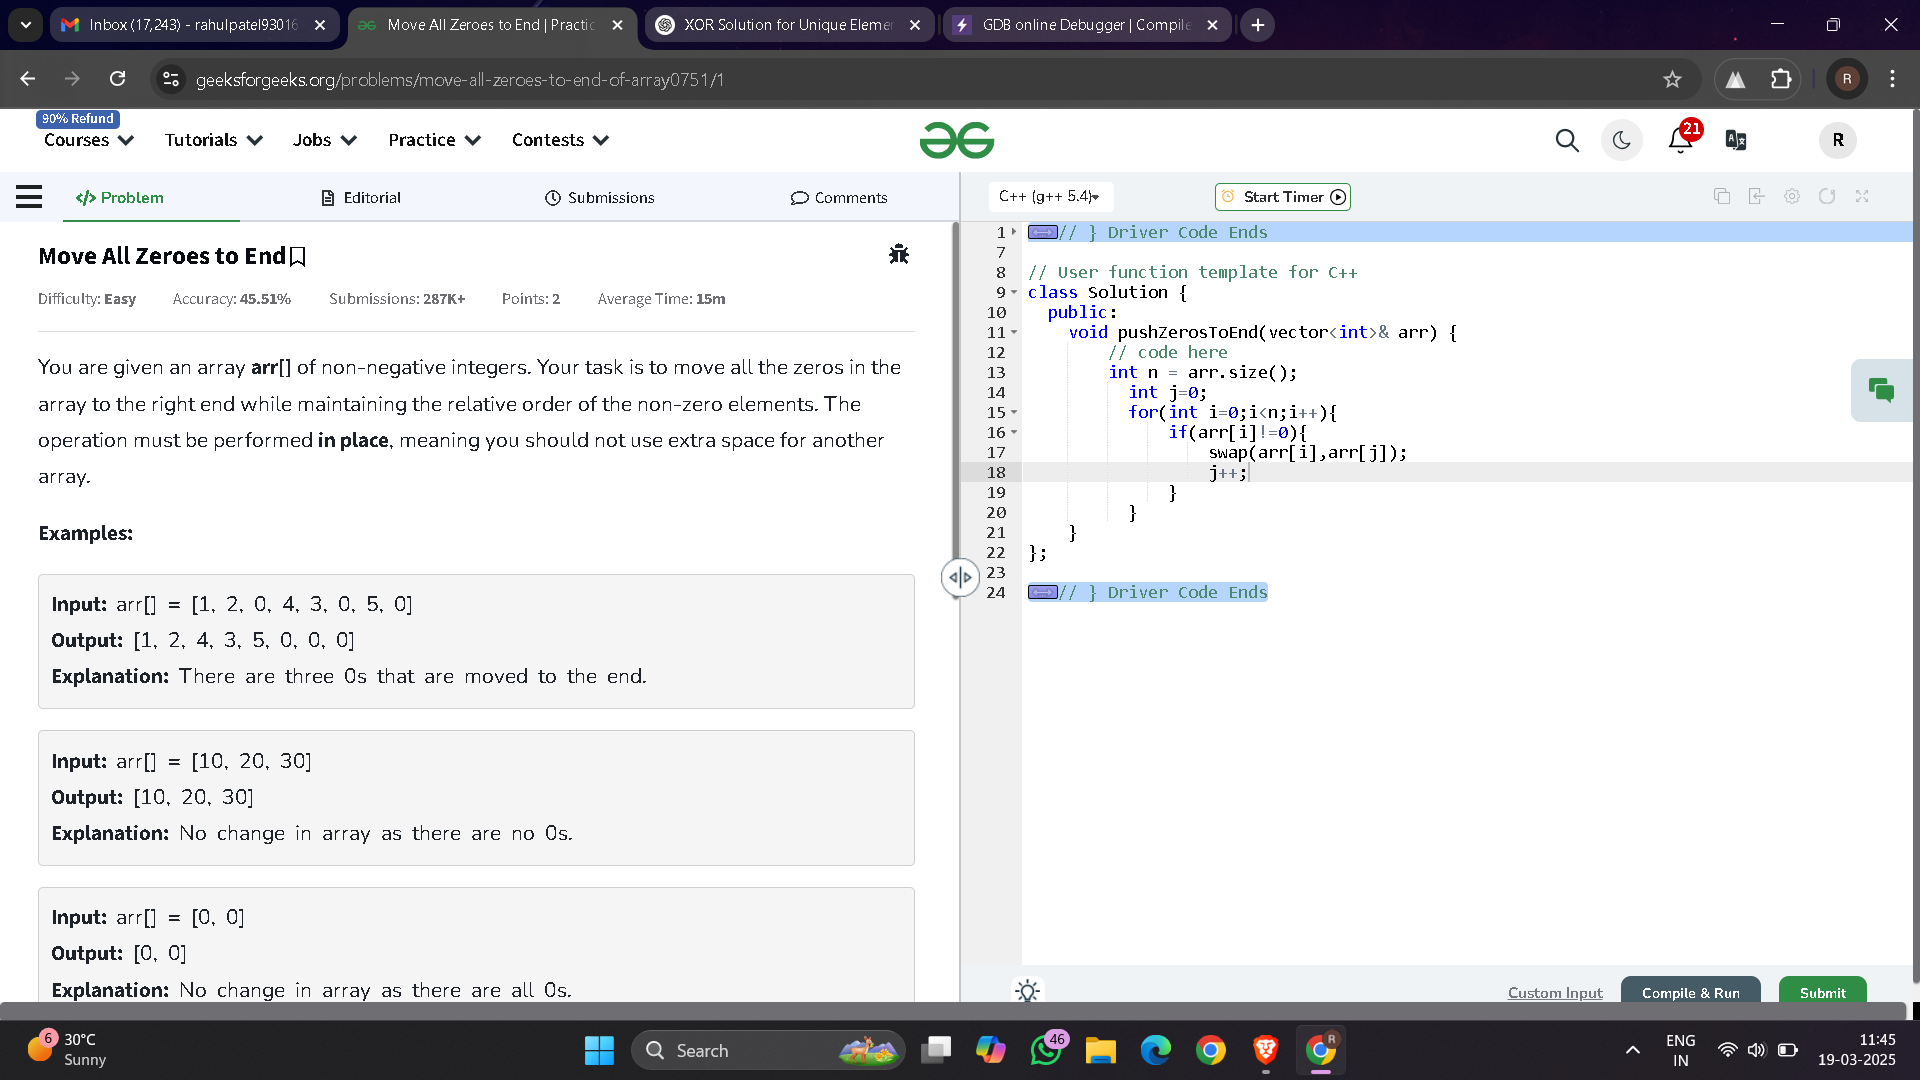 Inbox (17,243) - rahulpatel93016
Move All Zeroes to End | Practic
XOR Solution for Unique Elemen
GDB online Debugger | Compile
geeksforgeeks.org/problems/move-all-zeroes-to-end-of-array0751/1
R
90% Refund
Courses
Tutorials
Jobs
Practice
Contests
21
R
</> Problem
Editorial
Submissions
Comments
C++ (g++ 5.4)
Start Timer
Move All Zeroes to End
Difficulty: Easy
Accuracy: 45.51%
Submissions: 287K+
Points: 2
Average Time: 15m
You are given an array arr[] of non-negative integers. Your task is to move all the zeros in the
array to the right end while maintaining the relative order of the non-zero elements. The
operation must be performed in place, meaning you should not use extra space for another
array.
Examples:
Input: arr[] = [1, 2, 0, 4, 3, 0, 5, 0]
Output: [1, 2, 4, 3, 5, 0, 0, 0]
Explanation: There are three 0s that are moved to the end.
Input: arr[] = [10, 20, 30]
Output: [10, 20, 30]
Explanation: No change in array as there are no 0s.
Input: arr[] = [0, 0]
Output: [0, 0]
Explanation: No change in array as there are all 0s.
1 // } Driver Code Ends
7
8 // User function template for C++
9 class Solution {
10 public:
11 void pushZerosToEnd(vector<int>& arr) {
12 // code here
13 int n = arr.size();
14 int j=0;
15 for(int i=0;i<n;i++){
16 if(arr[i]!=0){
17 swap(arr[i],arr[j]);
18 j++;
19 }
20 }
21 }
22 };
23
24 // } Driver Code Ends
Custom Input
Compile & Run
Submit
6
30°C
Sunny
Search
46
R
ENG
IN
11:45
19-03-2025